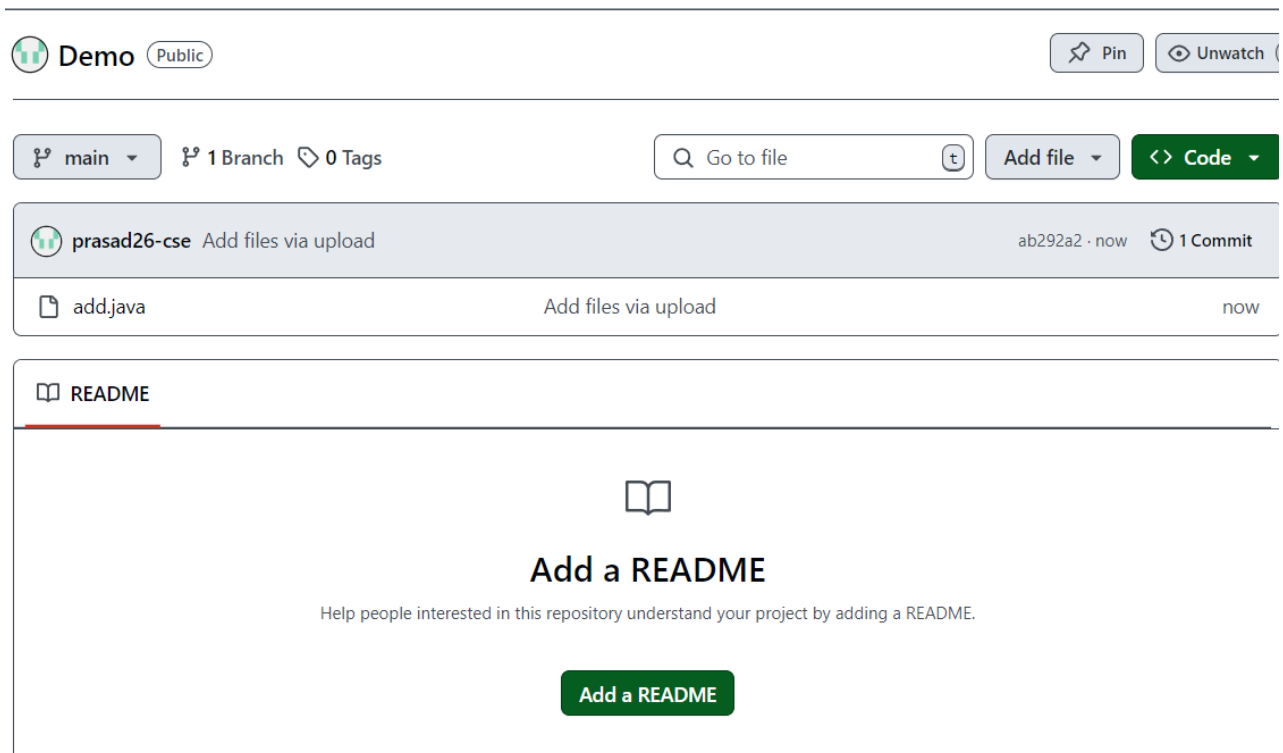 Demo Public Pin Unwatch
main 1 Branch 0 Tags Go to file t Add file Code
prasad26-cse Add files via upload ab292a2 · now 1 Commit
add.java Add files via upload now
README
Add a README
Help people interested in this repository understand your project by adding a README.
Add a README